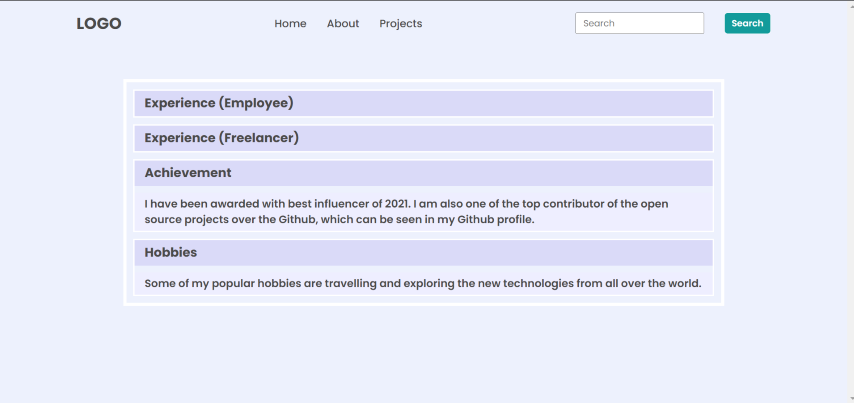 LOGO
Home
About
Projects
Search
Search
Experience (Employee)
Experience (Freelancer)
Achievement
I have been awarded with best influencer of 2021. I am also one of the top contributor of the open
source projects over the Github, which can be seen in my Github profile.
Hobbies
Some of my popular hobbies are travelling and exploring the new technologies from all over the world.